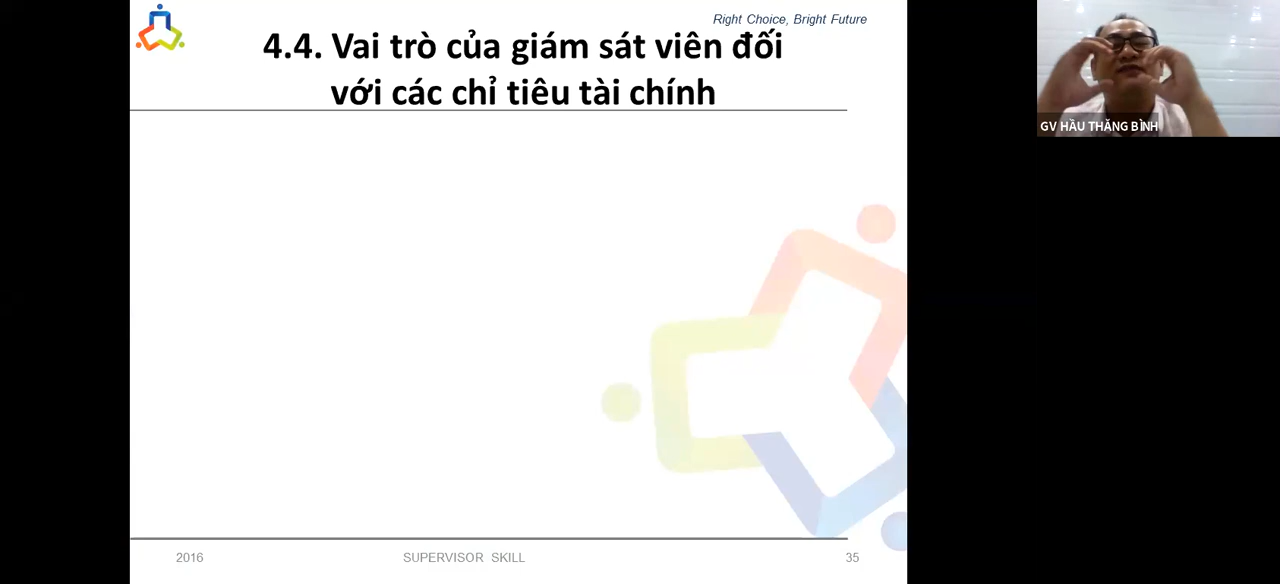 Right Choice, Bright Future
4.4. Vai trò của giám sát viên đối
với các chỉ tiêu tài chính
GV HẦU THĂNG BÌNH
2016
SUPERVISOR SKILL
35